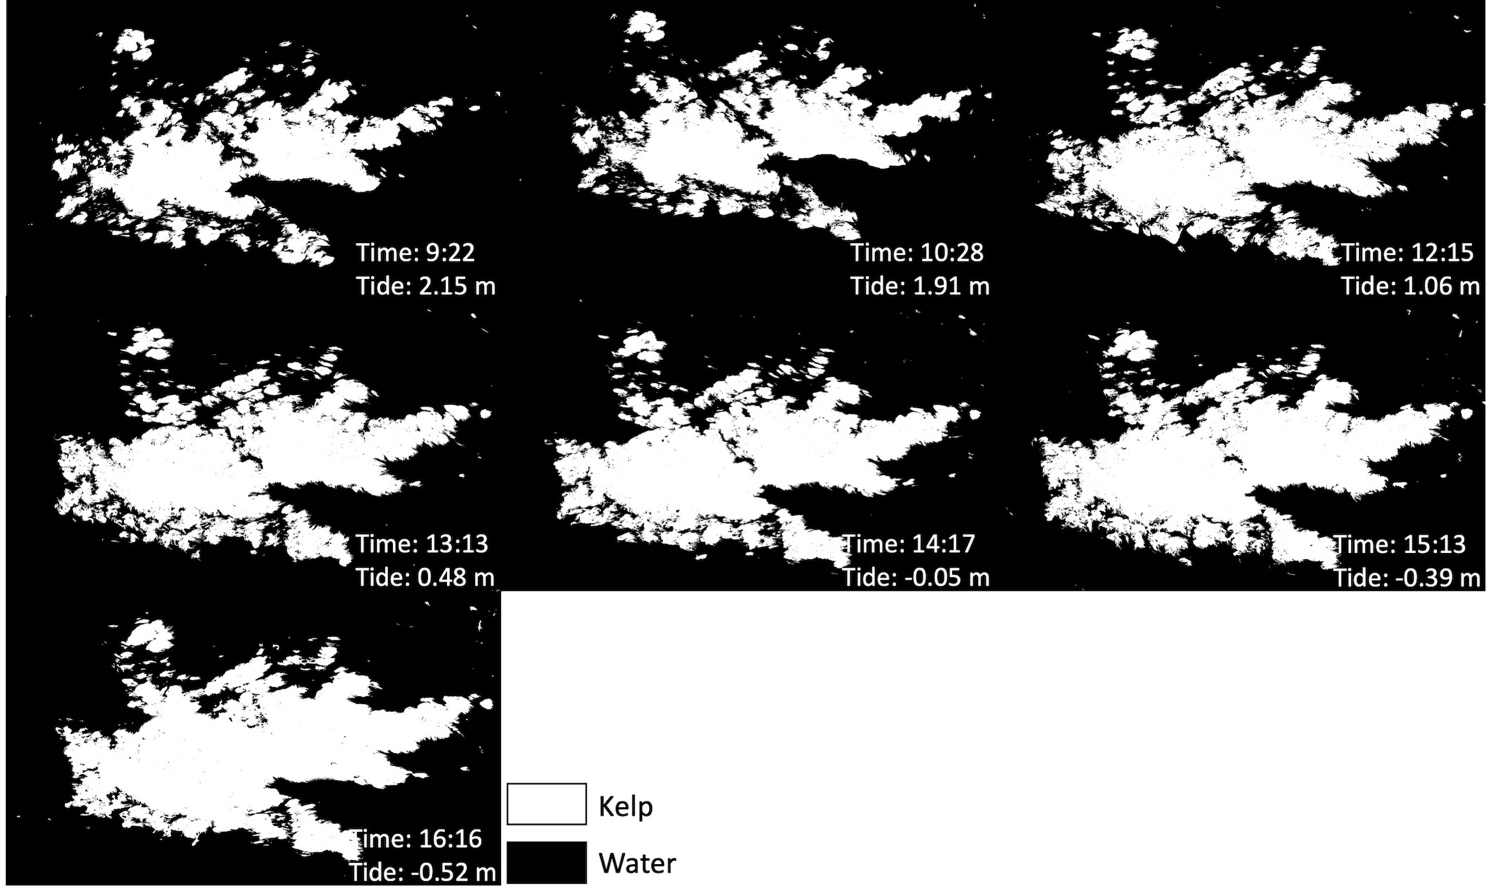 Time: 9:22
Tide: 2.15 m
Time: 10:28
Tide: 1.91 m
Time: 12:15
Tide: 1.06 m
Time: 13:13
Tide: 0.48 m
Time: 14:17
Tide: -0.05 m
Time: 15:13
Tide: -0.39 m
Time: 16:16
Tide: -0.52 m
Kelp
Water